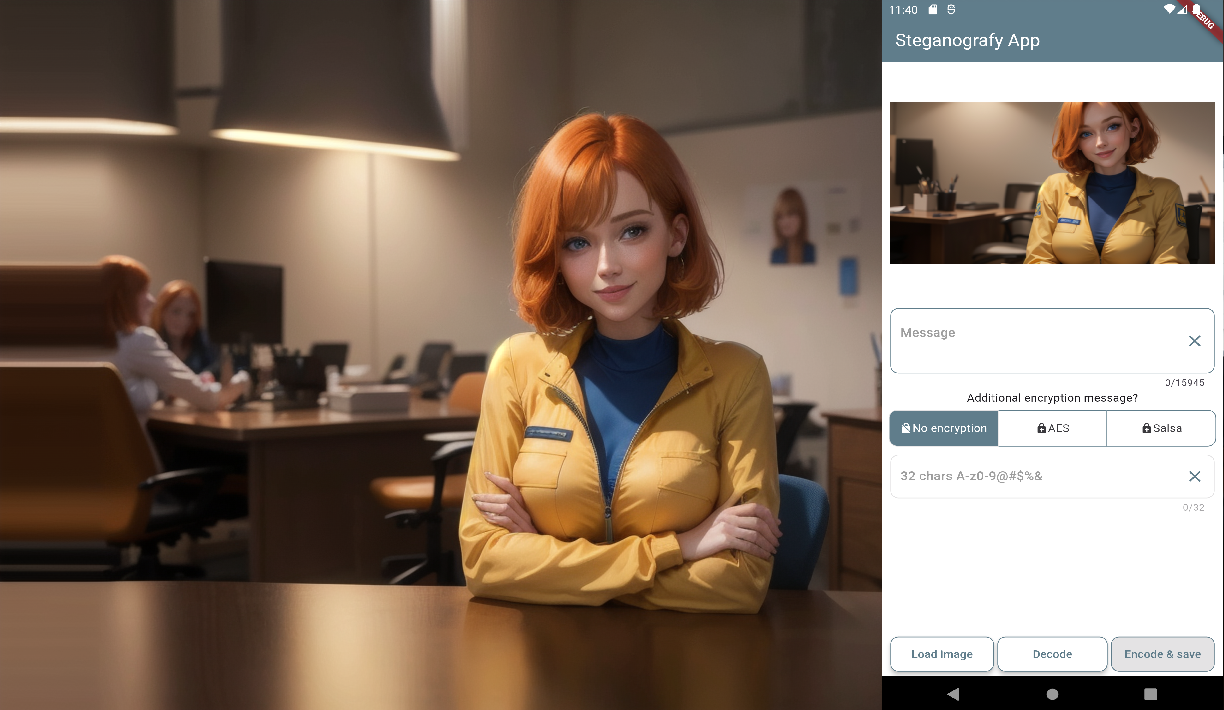 11:40
DEBUG
Steganografy App
Message
0/15945
Additional encryption message?
No encryption
AES
Salsa
32 chars A-z0-9@#$%&
0/32
Load image
Decode
Encode & save